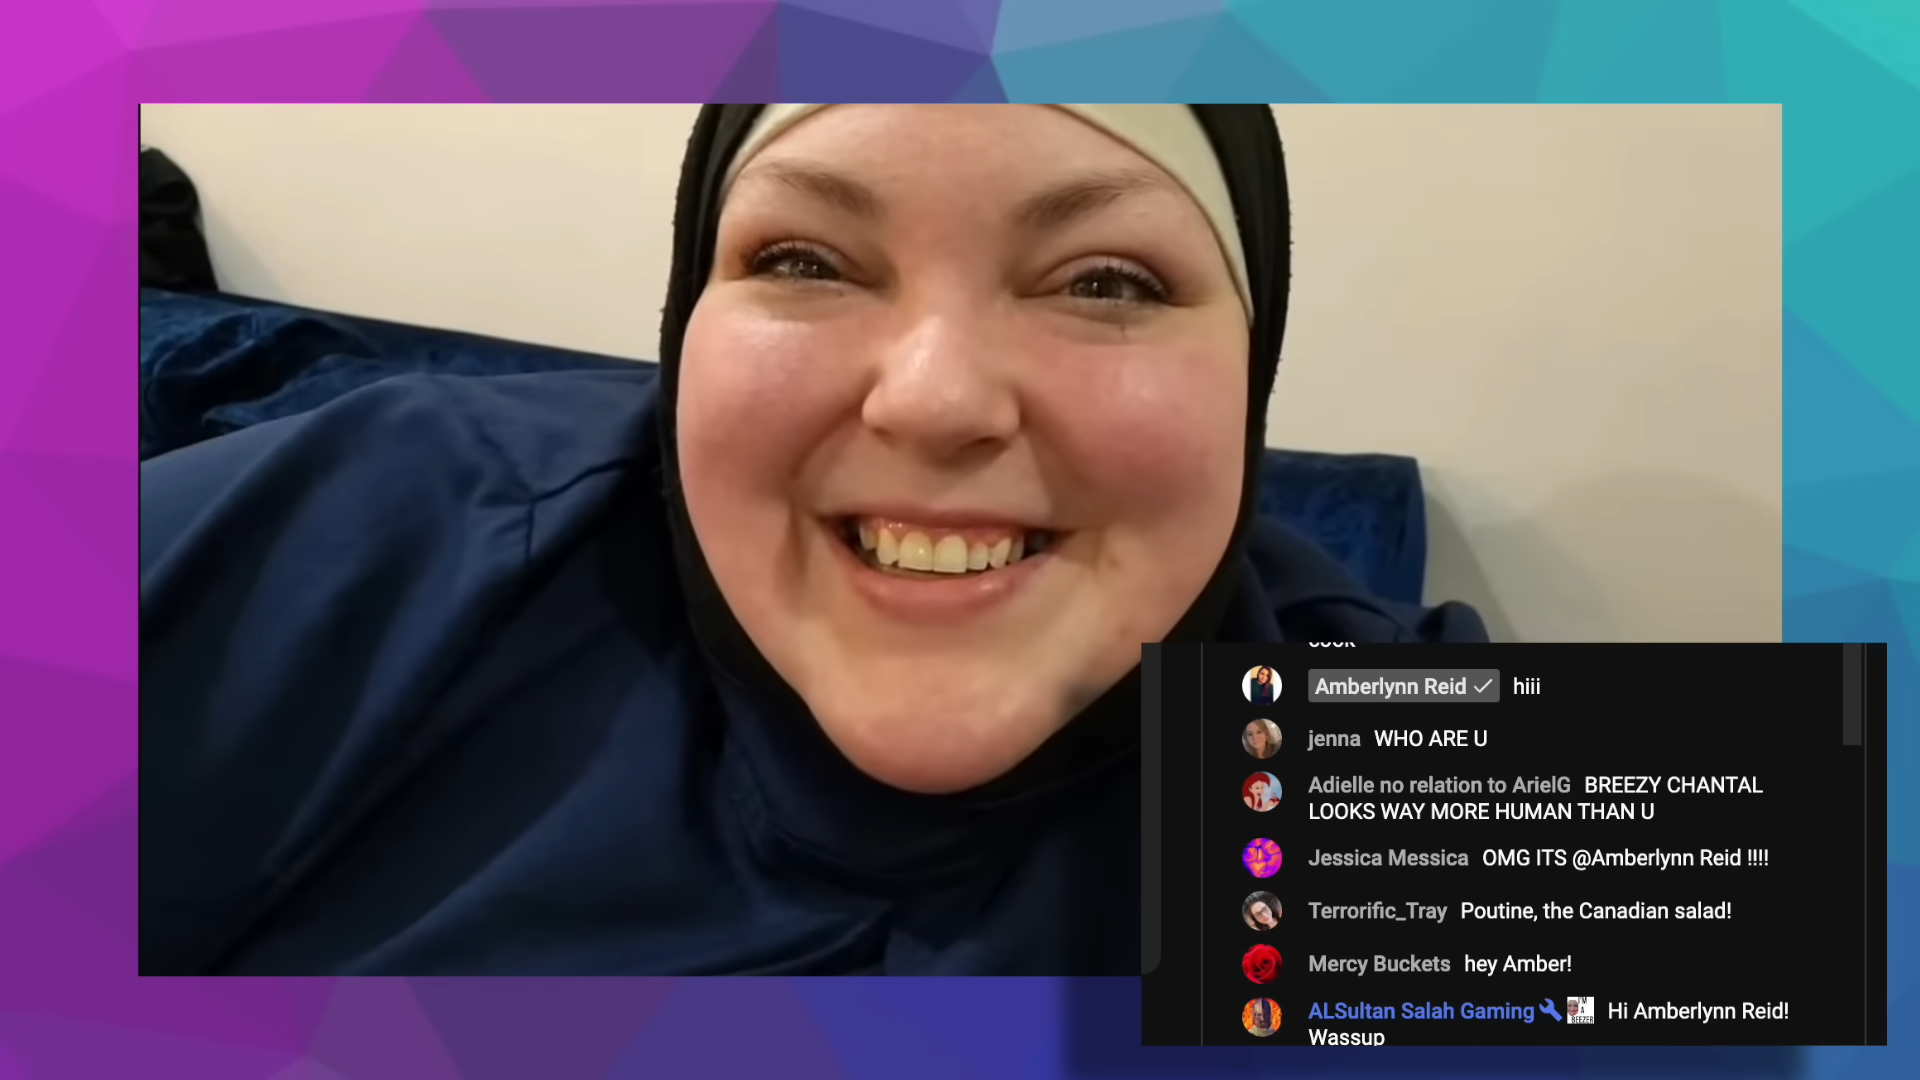 Amberlynn Reid hiii
jenna WHO ARE U
Adielle no relation to ArielG BREEZY CHANTAL
LOOKS WAY MORE HUMAN THAN U
Jessica Messica OMG ITS @Amberlynn Reid !!!!
Terrorific_Tray Poutine, the Canadian salad!
Mercy Buckets hey Amber!
ALSultan Salah Gaming I'M A BEEZER Hi Amberlynn Reid!
Wassup